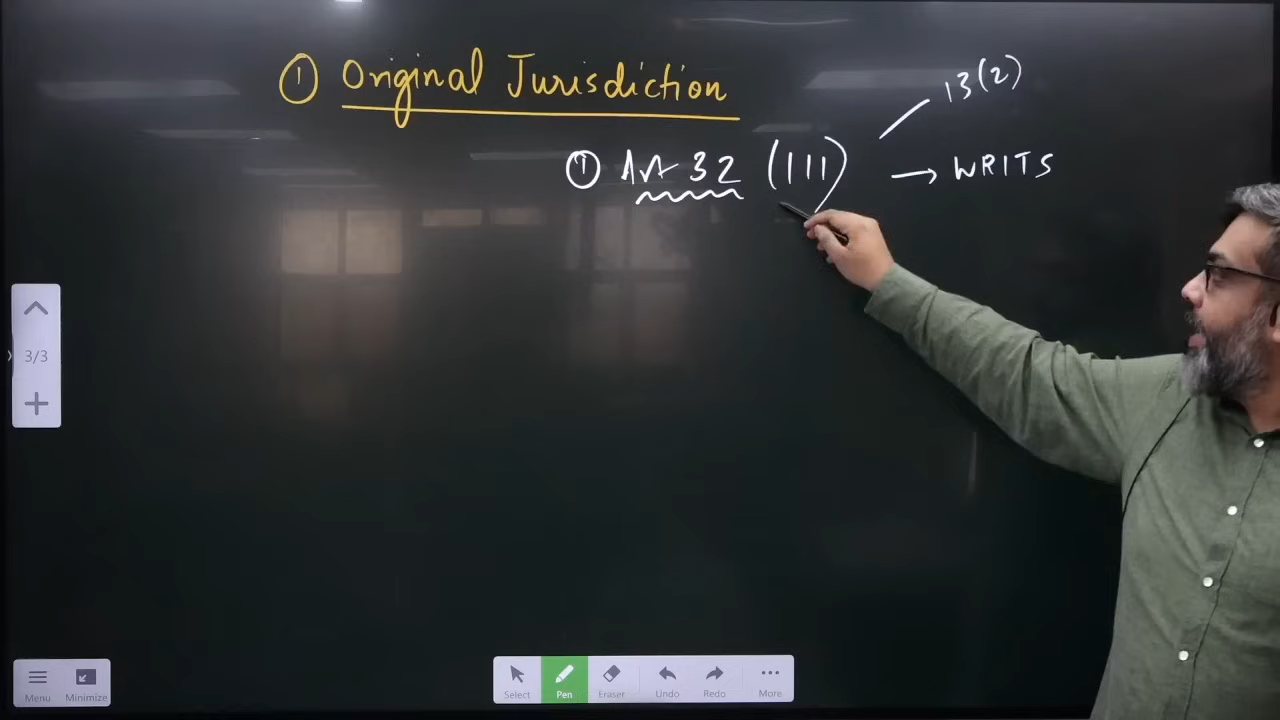 ① Original Jurisdiction
13(2)
① Art 32 (III) → WRITS
3/3
Menu Minimize Select Pen Eraser Undo Redo More